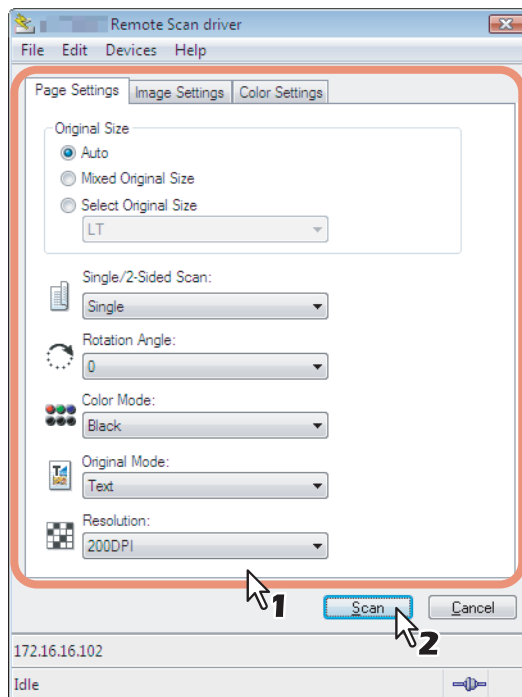 Remote Scan driver
File Edit Devices Help
Page Settings Image Settings Color Settings
Original Size
Auto
Mixed Original Size
Select Original Size
LT
Single/2-Sided Scan:
Single
Rotation Angle:
0
Color Mode:
Black
Original Mode:
Text
Resolution:
200DPI
1
Scan Cancel
2
172.16.16.102
Idle